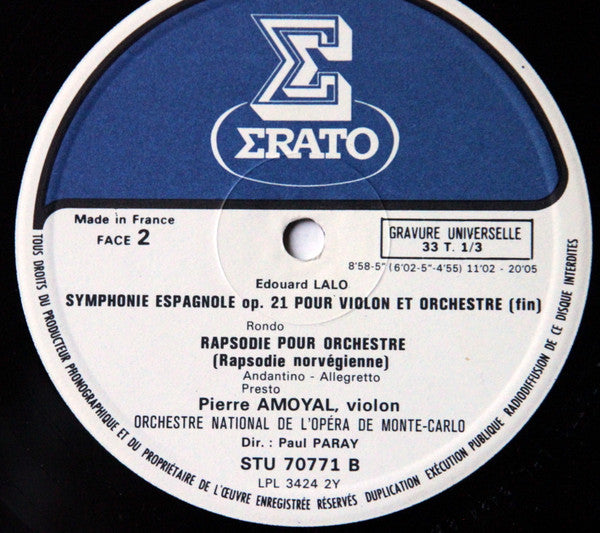 Σ
ΣRATO
Made in France
FACE 2
GRAVURE UNIVERSELLE
33 T. 1/3
8'58-5" (6'02-5"-4'55) 11'02 - 20'05
Edouard LALO
SYMPHONIE ESPAGNOLE op. 21 POUR VIOLON ET ORCHESTRE (fin)
Rondo
RAPSODIE POUR ORCHESTRE
(Rapsodie norvégienne)
Andantino - Allegretto
Presto
Pierre AMOYAL, violon
ORCHESTRE NATIONAL DE L'OPÉRA DE MONTE-CARLO
Dir. : Paul PARAY
STU 70771 B
LPL 3424 2Y
TOUS DROITS DU PRODUCTEUR PHONOGRAPHIQUE ET DU PROPRIÉTAIRE DE L'ŒUVRE ENREGISTRÉE RÉSERVÉS DUPLICATION EXÉCUTION PUBLIQUE RADIODIFFUSION DE CE DISQUE INTERDITES